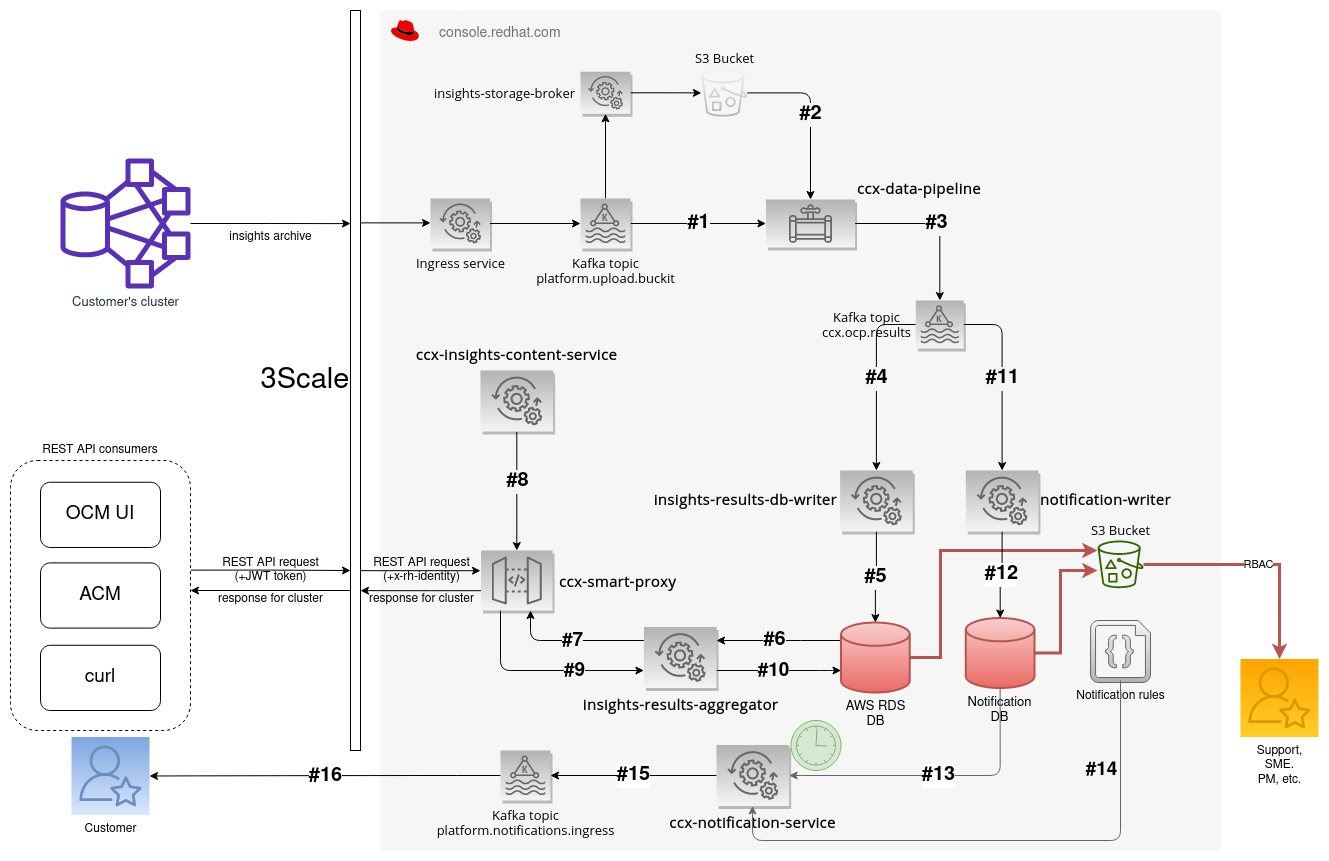 console.redhat.com
S3 Bucket
insights-storage-broker
#2
ccx-data-pipeline
#1
#3
insights archive
Ingress service
Kafka topic
platform.upload.buckit
Customer's cluster
Kafka topic
ccx.ocp.results
ccx-insights-content-service
3Scale
#4
#11
REST API consumers
#8
insights-results-db-writer
notification-writer
OCM UI
S3 Bucket
REST API request
(+JWT token)
response for cluster
REST API request
(+x-rh-identity)
response for cluster
ccx-smart-proxy
#5
#12
RBAC
ACM
#7
#6
#9
#10
curl
insights-results-aggregator
AWS RDS
DB
Notification
DB
{}
Notification rules
Support,
SME.
PM, etc.
#16
#15
#13
#14
Customer
Kafka topic
platform.notifications.ingress
ccx-notification-service